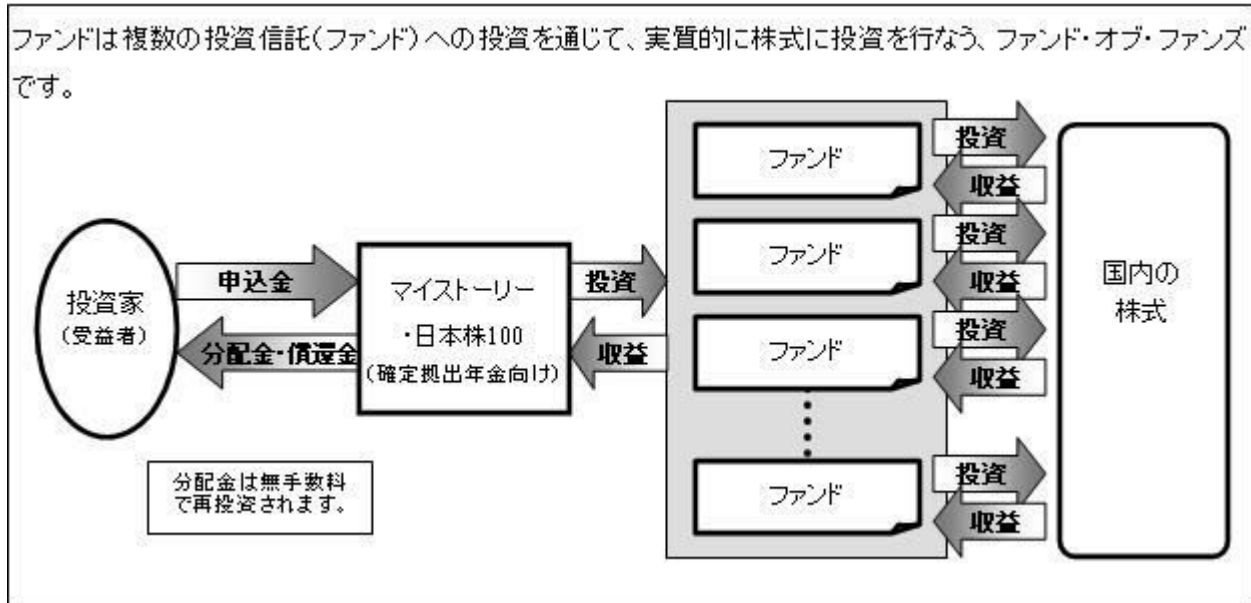 ファンドは複数の投資信託(ファンド)への投資を通じて、実質的に株式に投資を行なう、ファンド・オブ・ファンズ
です。
投資家
(受益者)
申込金
分配金・償還金
マイストーリー
・日本株100
(確定拠出年金向け)
投資
収益
ファンド
ファンド
ファンド
ファンド
投資
収益
投資
収益
投資
収益
投資
収益
国内の
株式
分配金は無手数料
で再投資されます。